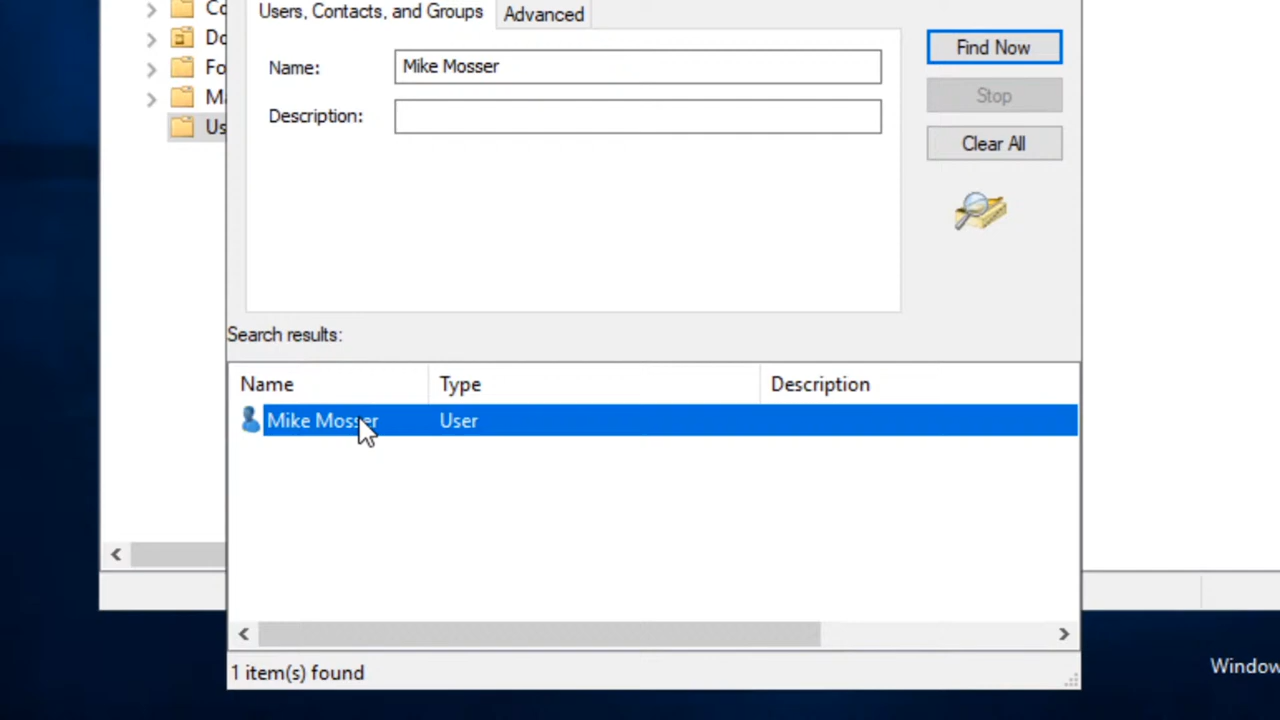 Users, Contacts, and Groups
Advanced
Find Now
Name:
Mike Mosser
Stop
Description:
Clear All
Search results:
Name
Type
Description
Mike Mosser
User
1 item(s) found